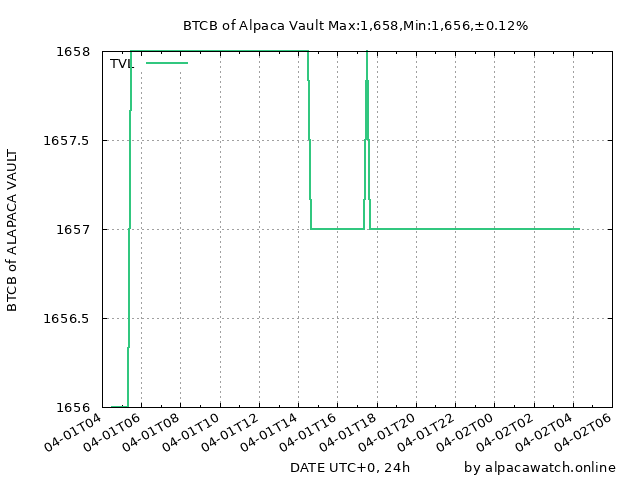 BTCB of Alpaca Vault Max:1,658,Min:1,656,±0.12%
TVL
1658
1657.5
1657
1656.5
1656
BTCB of ALAPACA VAULT
04-01T04
04-01T06
04-01T08
04-01T10
04-01T12
04-01T14
04-01T16
04-01T18
04-01T20
04-01T22
04-02T00
04-02T02
04-02T04
04-02T06
DATE UTC+0, 24h
by alpacawatch.online